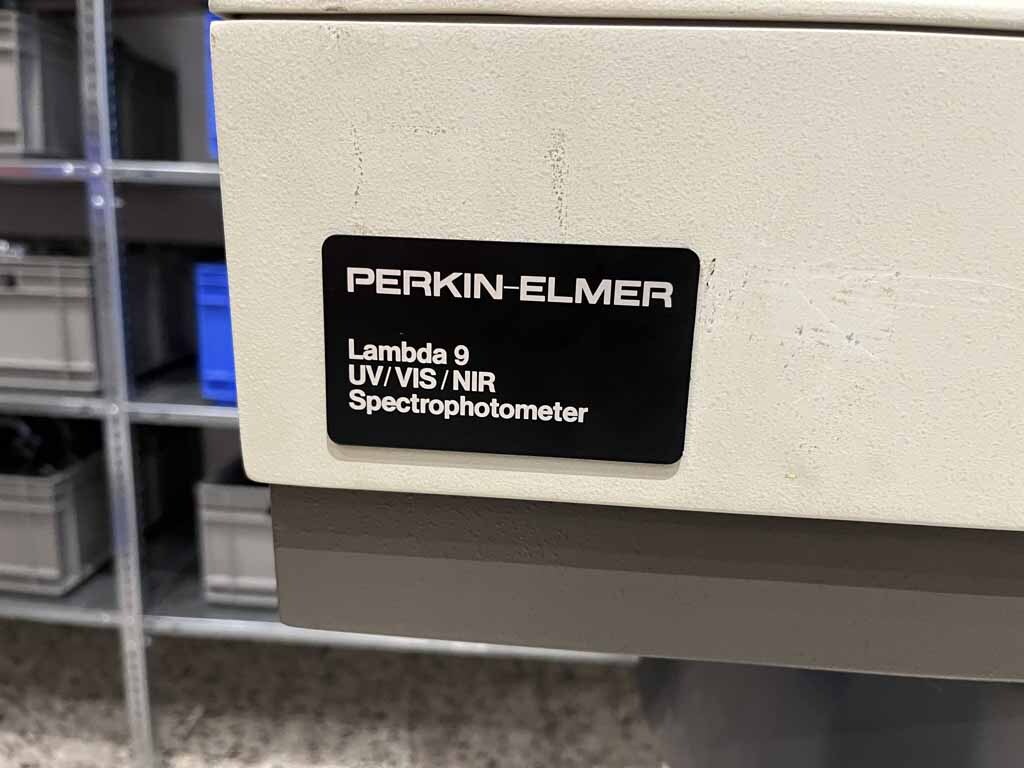 PERKIN-ELMER
Lambda 9
UV/VIS/NIR
Spectrophotometer